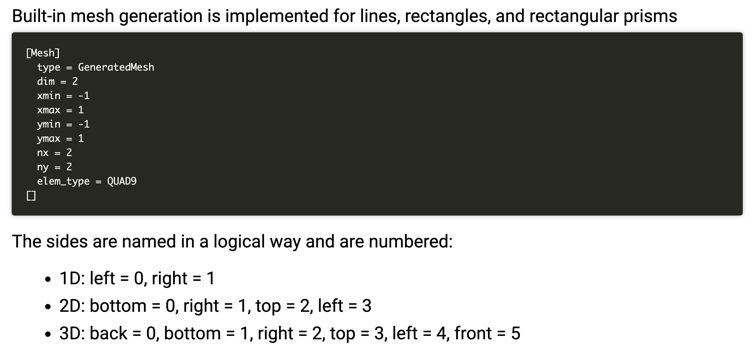 Built-in mesh generation is implemented for lines, rectangles, and rectangular prisms
[Mesh]
  type = GeneratedMesh
  dim = 2
  xmin = -1
  xmax = 1
  ymin = -1
  ymax = 1
  nx = 2
  ny = 2
  elem_type = QUAD9
[]
The sides are named in a logical way and are numbered:
• 1D: left = 0, right = 1
• 2D: bottom = 0, right = 1, top = 2, left = 3
• 3D: back = 0, bottom = 1, right = 2, top = 3, left = 4, front = 5